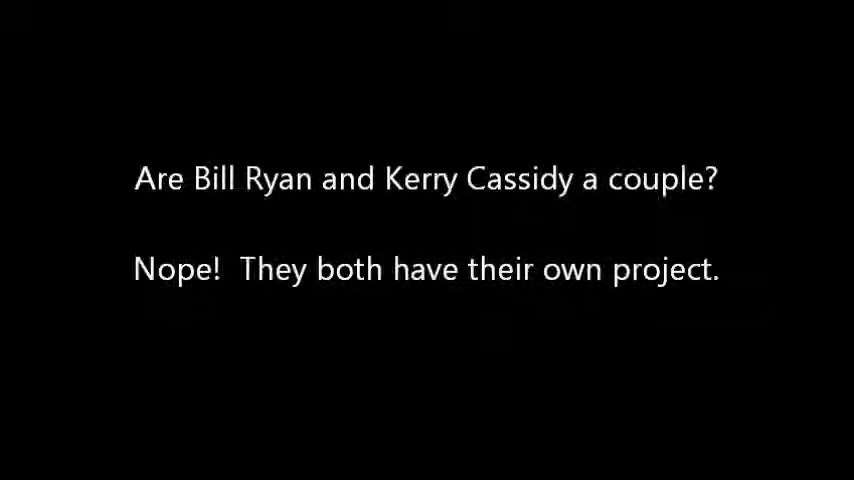 Are Bill Ryan and Kerry Cassidy a couple?
Nope!  They both have their own project.